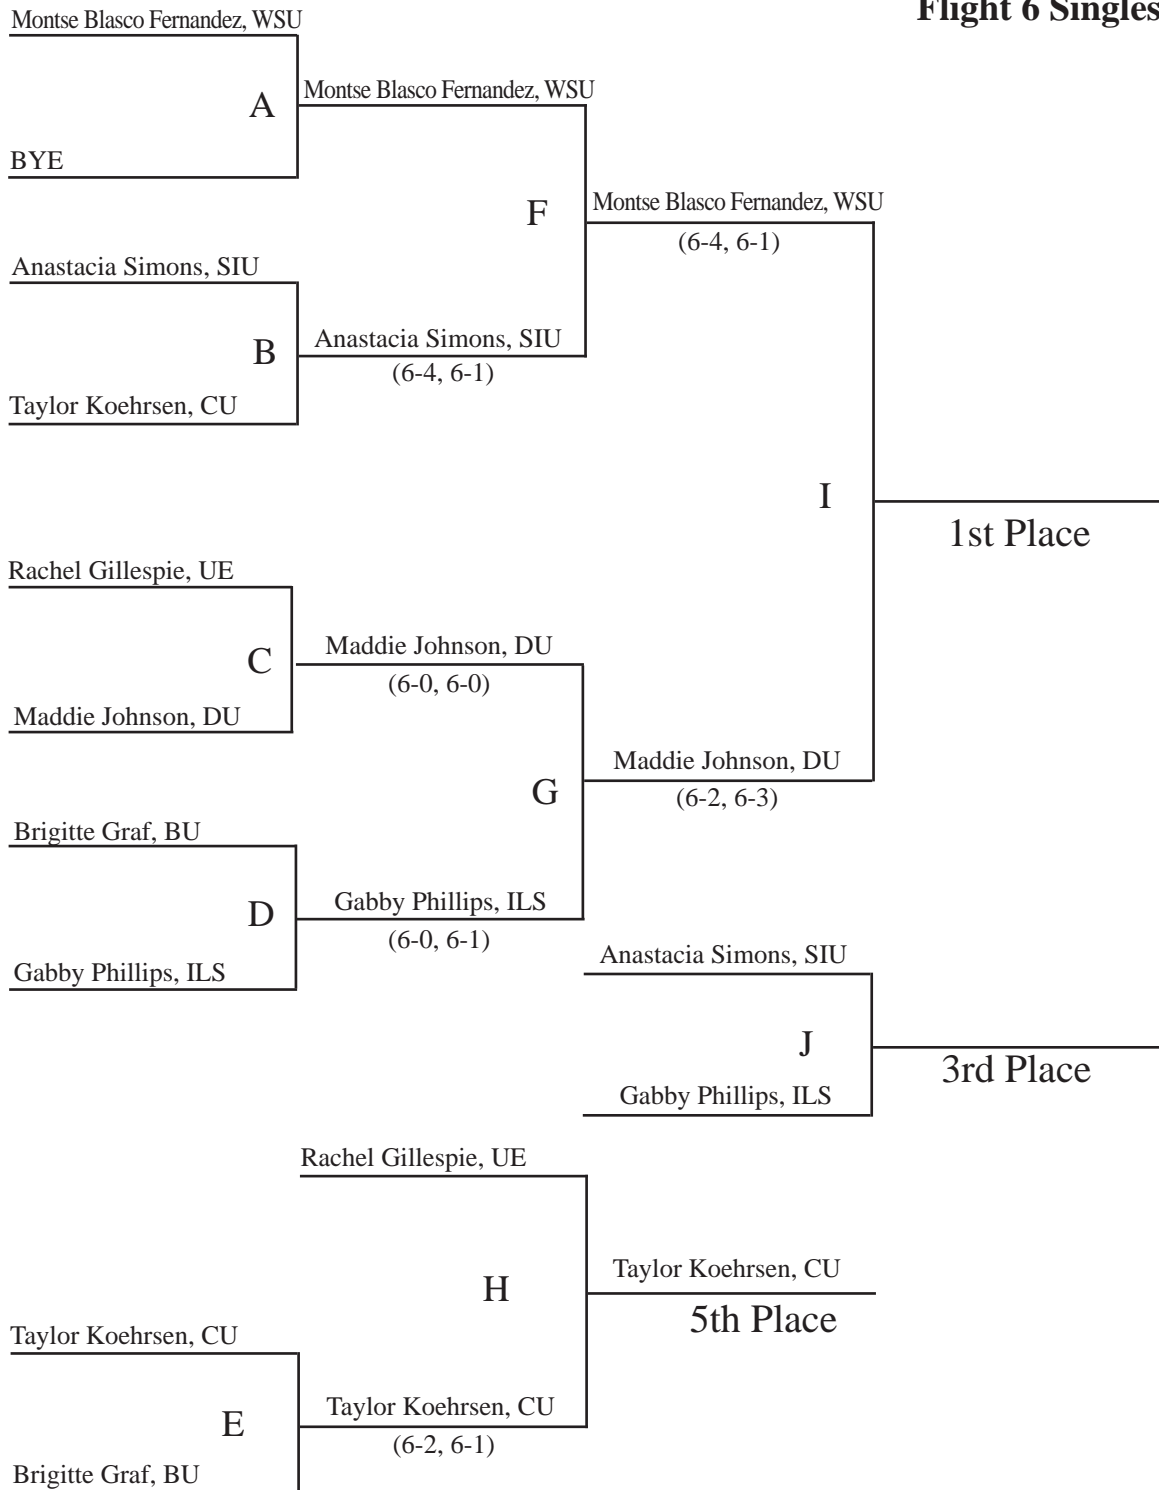 Flight 6 Singles
Montse Blasco Fernandez, WSU
A
Montse Blasco Fernandez, WSU
BYE
F
Montse Blasco Fernandez, WSU
(6-4, 6-1)
Anastacia Simons, SIU
B
Anastacia Simons, SIU
(6-4, 6-1)
Taylor Koehrsen, CU
I
1st Place
Rachel Gillespie, UE
C
Maddie Johnson, DU
(6-0, 6-0)
Maddie Johnson, DU
G
Maddie Johnson, DU
(6-2, 6-3)
Brigitte Graf, BU
D
Gabby Phillips, ILS
(6-0, 6-1)
Gabby Phillips, ILS
Anastacia Simons, SIU
J
3rd Place
Gabby Phillips, ILS
Rachel Gillespie, UE
H
Taylor Koehrsen, CU
5th Place
Taylor Koehrsen, CU
E
Taylor Koehrsen, CU
(6-2, 6-1)
Brigitte Graf, BU